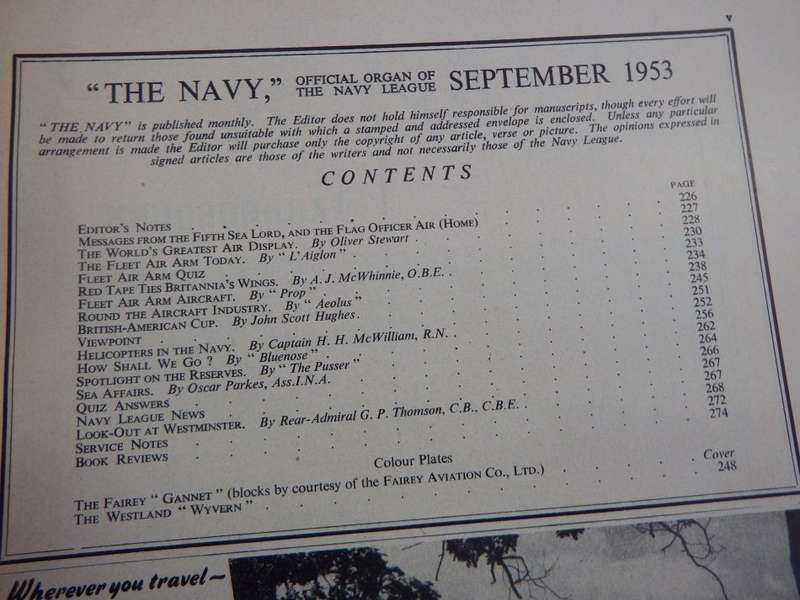 v
"THE NAVY," OFFICIAL ORGAN OF THE NAVY LEAGUE SEPTEMBER 1953
"THE NAVY" is published monthly. The Editor does not hold himself responsible for manuscripts, though every effort will
be made to return those found unsuitable with which a stamped and addressed envelope is enclosed. Unless any particular
arrangement is made the Editor will purchase only the copyright of any article, verse or picture. The opinions expressed in
signed articles are those of the writers and not necessarily those of the Navy League.
CONTENTS
PAGE
EDITOR'S NOTES 226
MESSAGES FROM THE FIFTH SEA LORD, AND THE FLAG OFFICER AIR (HOME) 227
THE WORLD'S GREATEST AIR DISPLAY. By Oliver Stewart 228
THE FLEET AIR ARM TODAY. By "L'Aiglon" 230
FLEET AIR ARM QUIZ 233
RED TAPE TIES BRITANNIA'S WINGS. By A. J. McWhinnie, O.B.E. 234
FLEET AIR ARM AIRCRAFT. By "Prop" 238
ROUND THE AIRCRAFT INDUSTRY. By "Aeolus" 245
BRITISH-AMERICAN CUP. By John Scott Hughes 251
VIEWPOINT 252
HELICOPTERS IN THE NAVY. By Captain H. H. McWilliam, R.N. 256
HOW SHALL WE GO? By "Bluenose" 262
SPOTLIGHT ON THE RESERVES. By "The Pusser" 264
SEA AFFAIRS. By Oscar Parkes, Ass.I.N.A. 266
QUIZ ANSWERS 267
NAVY LEAGUE NEWS 267
LOOK-OUT AT WESTMINSTER. By Rear-Admiral G. P. Thomson, C.B., C.B.E. 268
SERVICE NOTES 272
BOOK REVIEWS 274
Colour Plates
THE FAIREY "GANNET" (blocks by courtesy of the FAIREY AVIATION CO., LTD.) Cover
THE WESTLAND "WYVERN" 248
Wherever you travel~